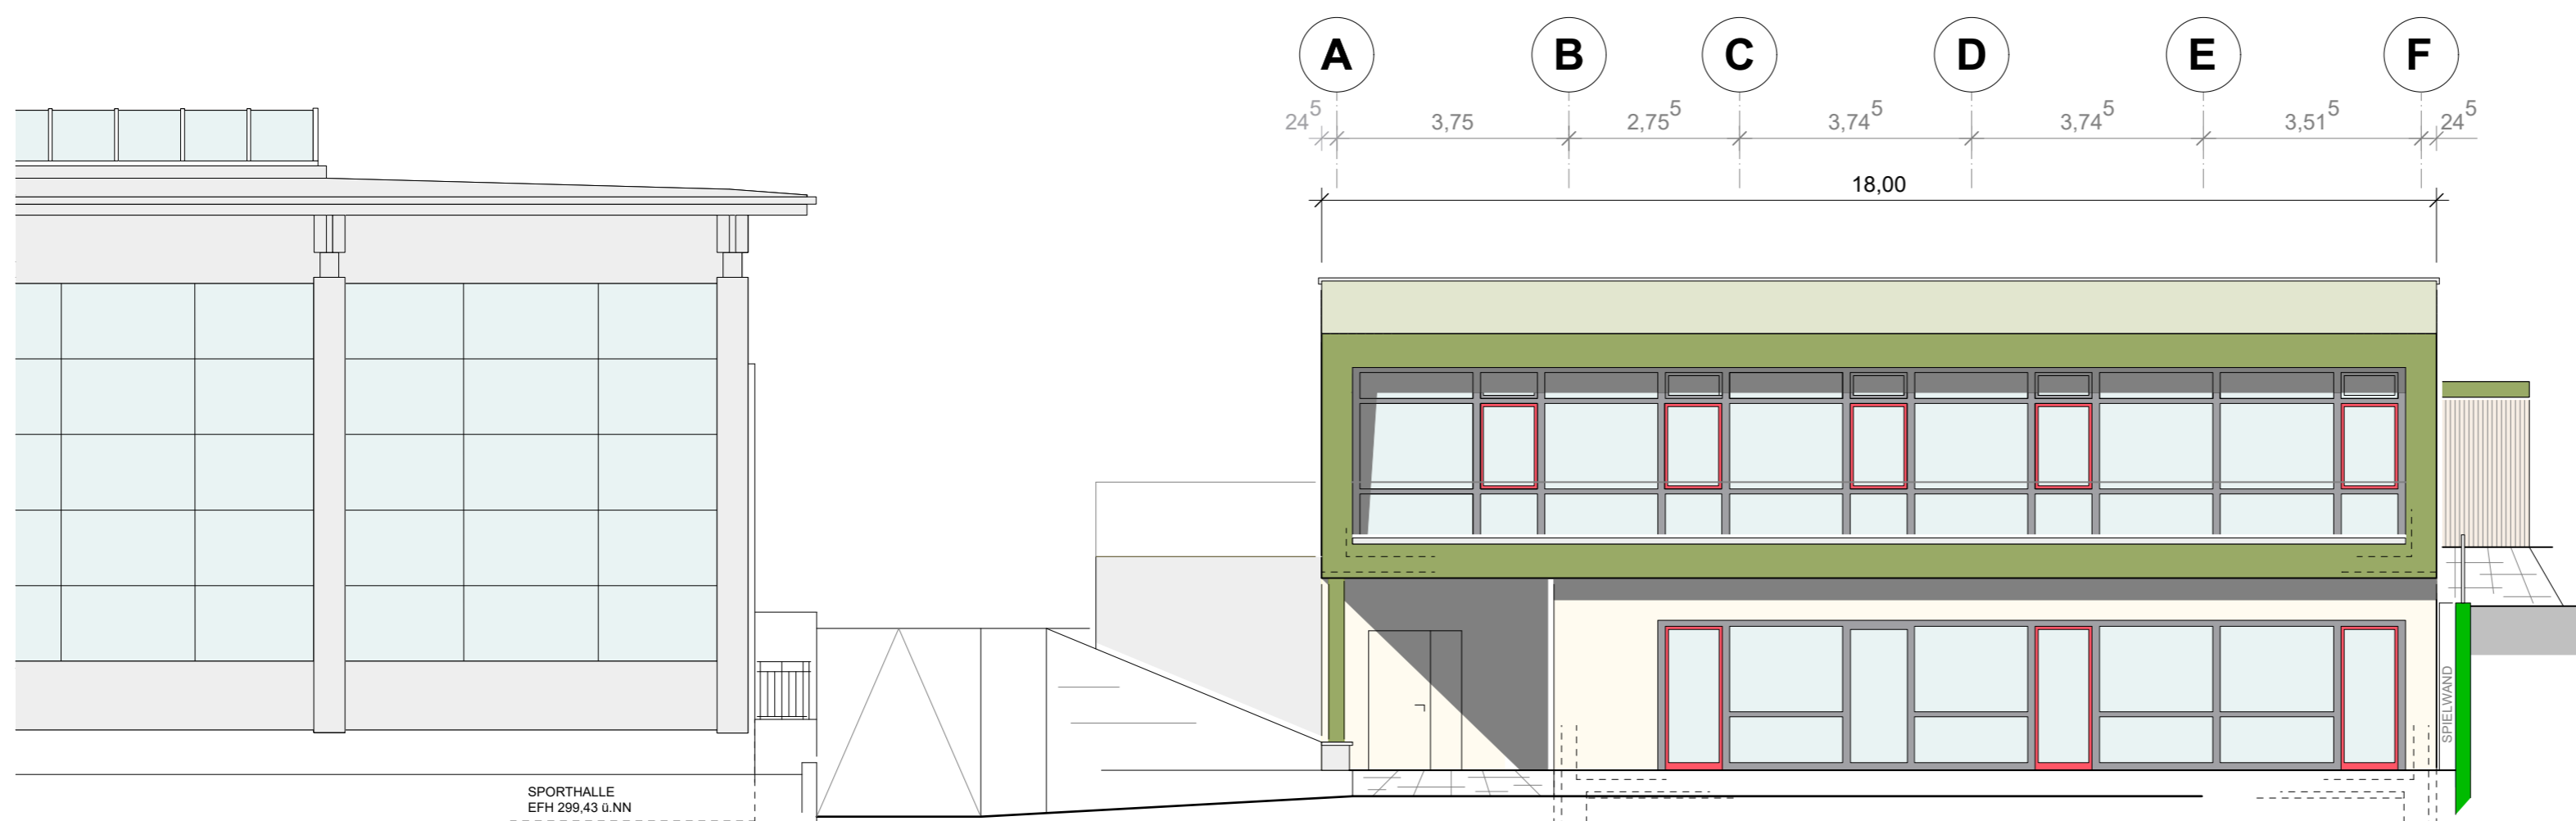 A B C D E F
24⁵ 3,75 2,75⁵ 3,74⁵ 3,74⁵ 3,51⁵ 24⁵
18,00
SPIELWAND
SPORTHALLE
EFH 299,43 ü.NN